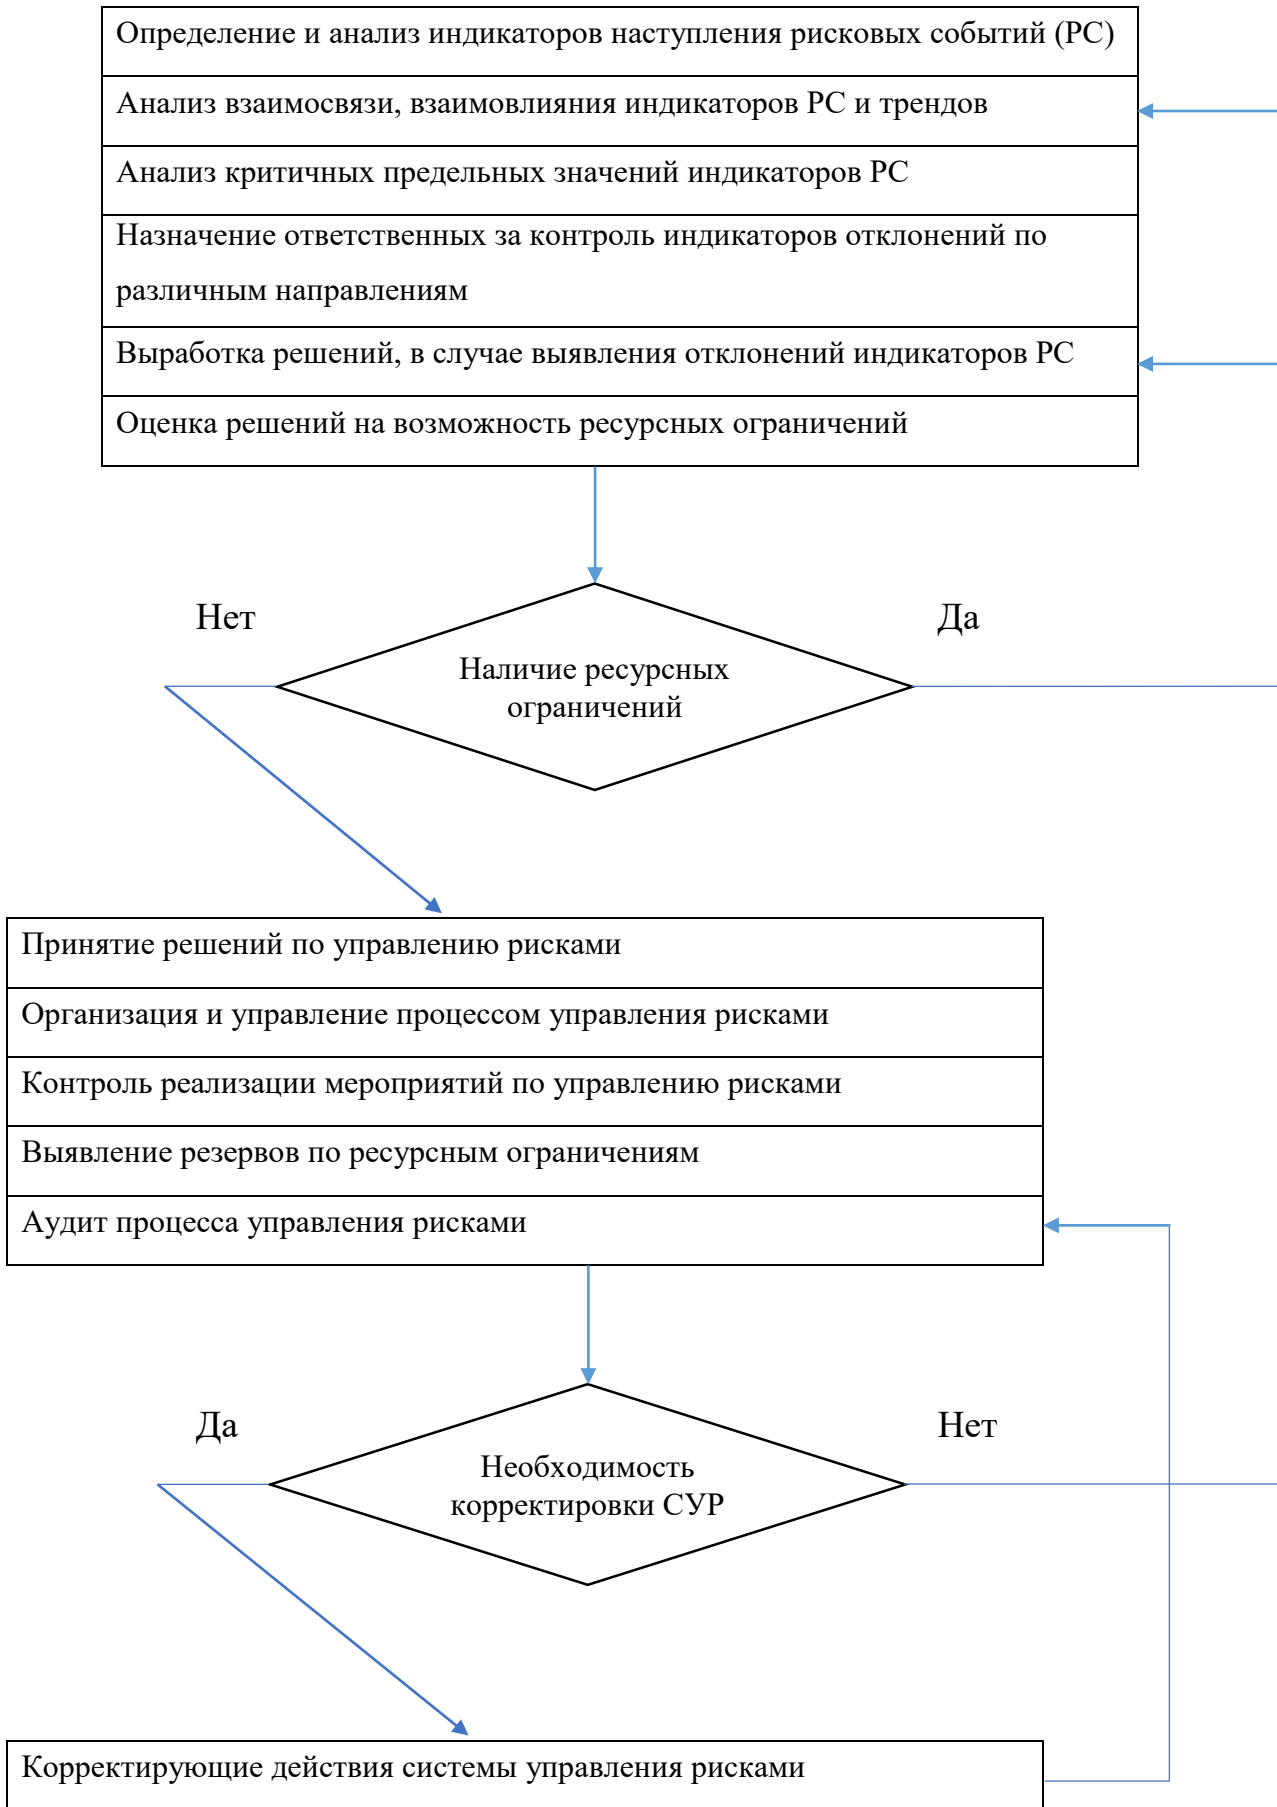 Определение и анализ индикаторов наступления рисковых событий (РС)
Анализ взаимосвязи, взаимовлияния индикаторов РС и трендов
Анализ критичных предельных значений индикаторов РС
Назначение ответственных за контроль индикаторов отклонений по
различным направлениям
Выработка решений, в случае выявления отклонений индикаторов РС
Оценка решений на возможность ресурсных ограничений
Нет
Да
Наличие ресурсных
ограничений
Принятие решений по управлению рисками
Организация и управление процессом управления рисками
Контроль реализации мероприятий по управлению рисками
Выявление резервов по ресурсным ограничениям
Аудит процесса управления рисками
Да
Нет
Необходимость
корректировки СУР
Корректирующие действия системы управления рисками